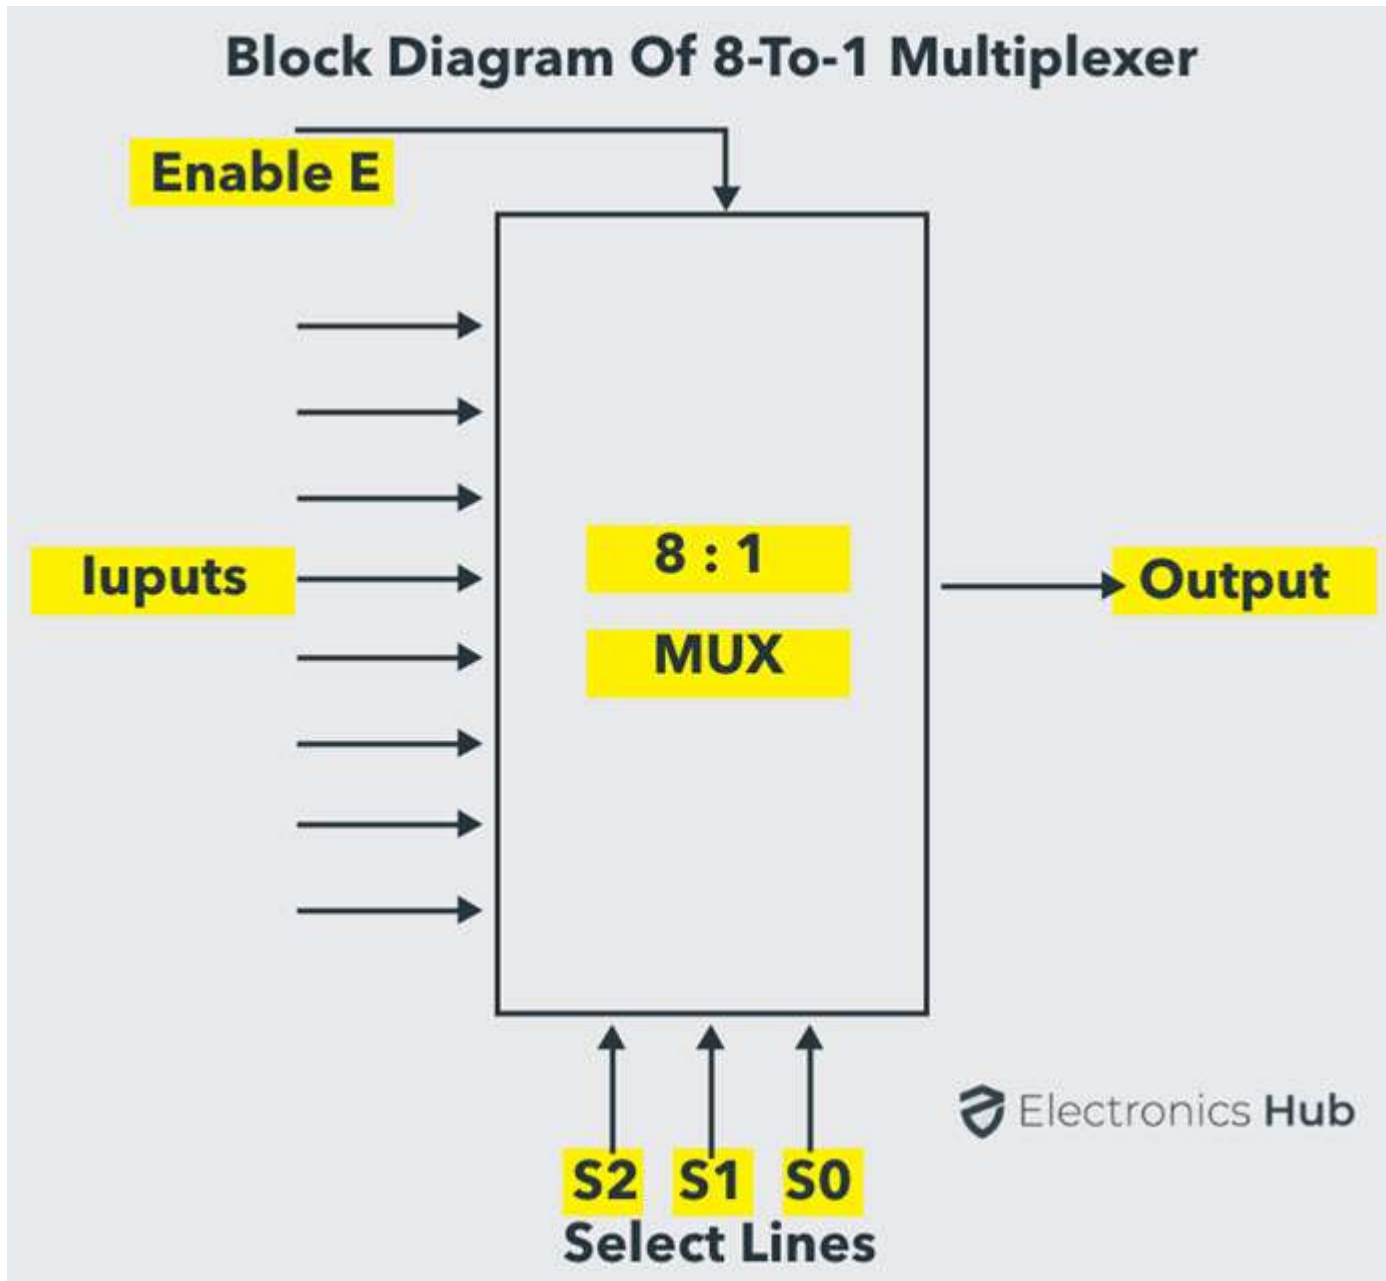 Block Diagram Of 8-To-1 Multiplexer
Enable E
Iuputs
8 : 1
MUX
Output
S2 S1 S0
Select Lines
Electronics Hub